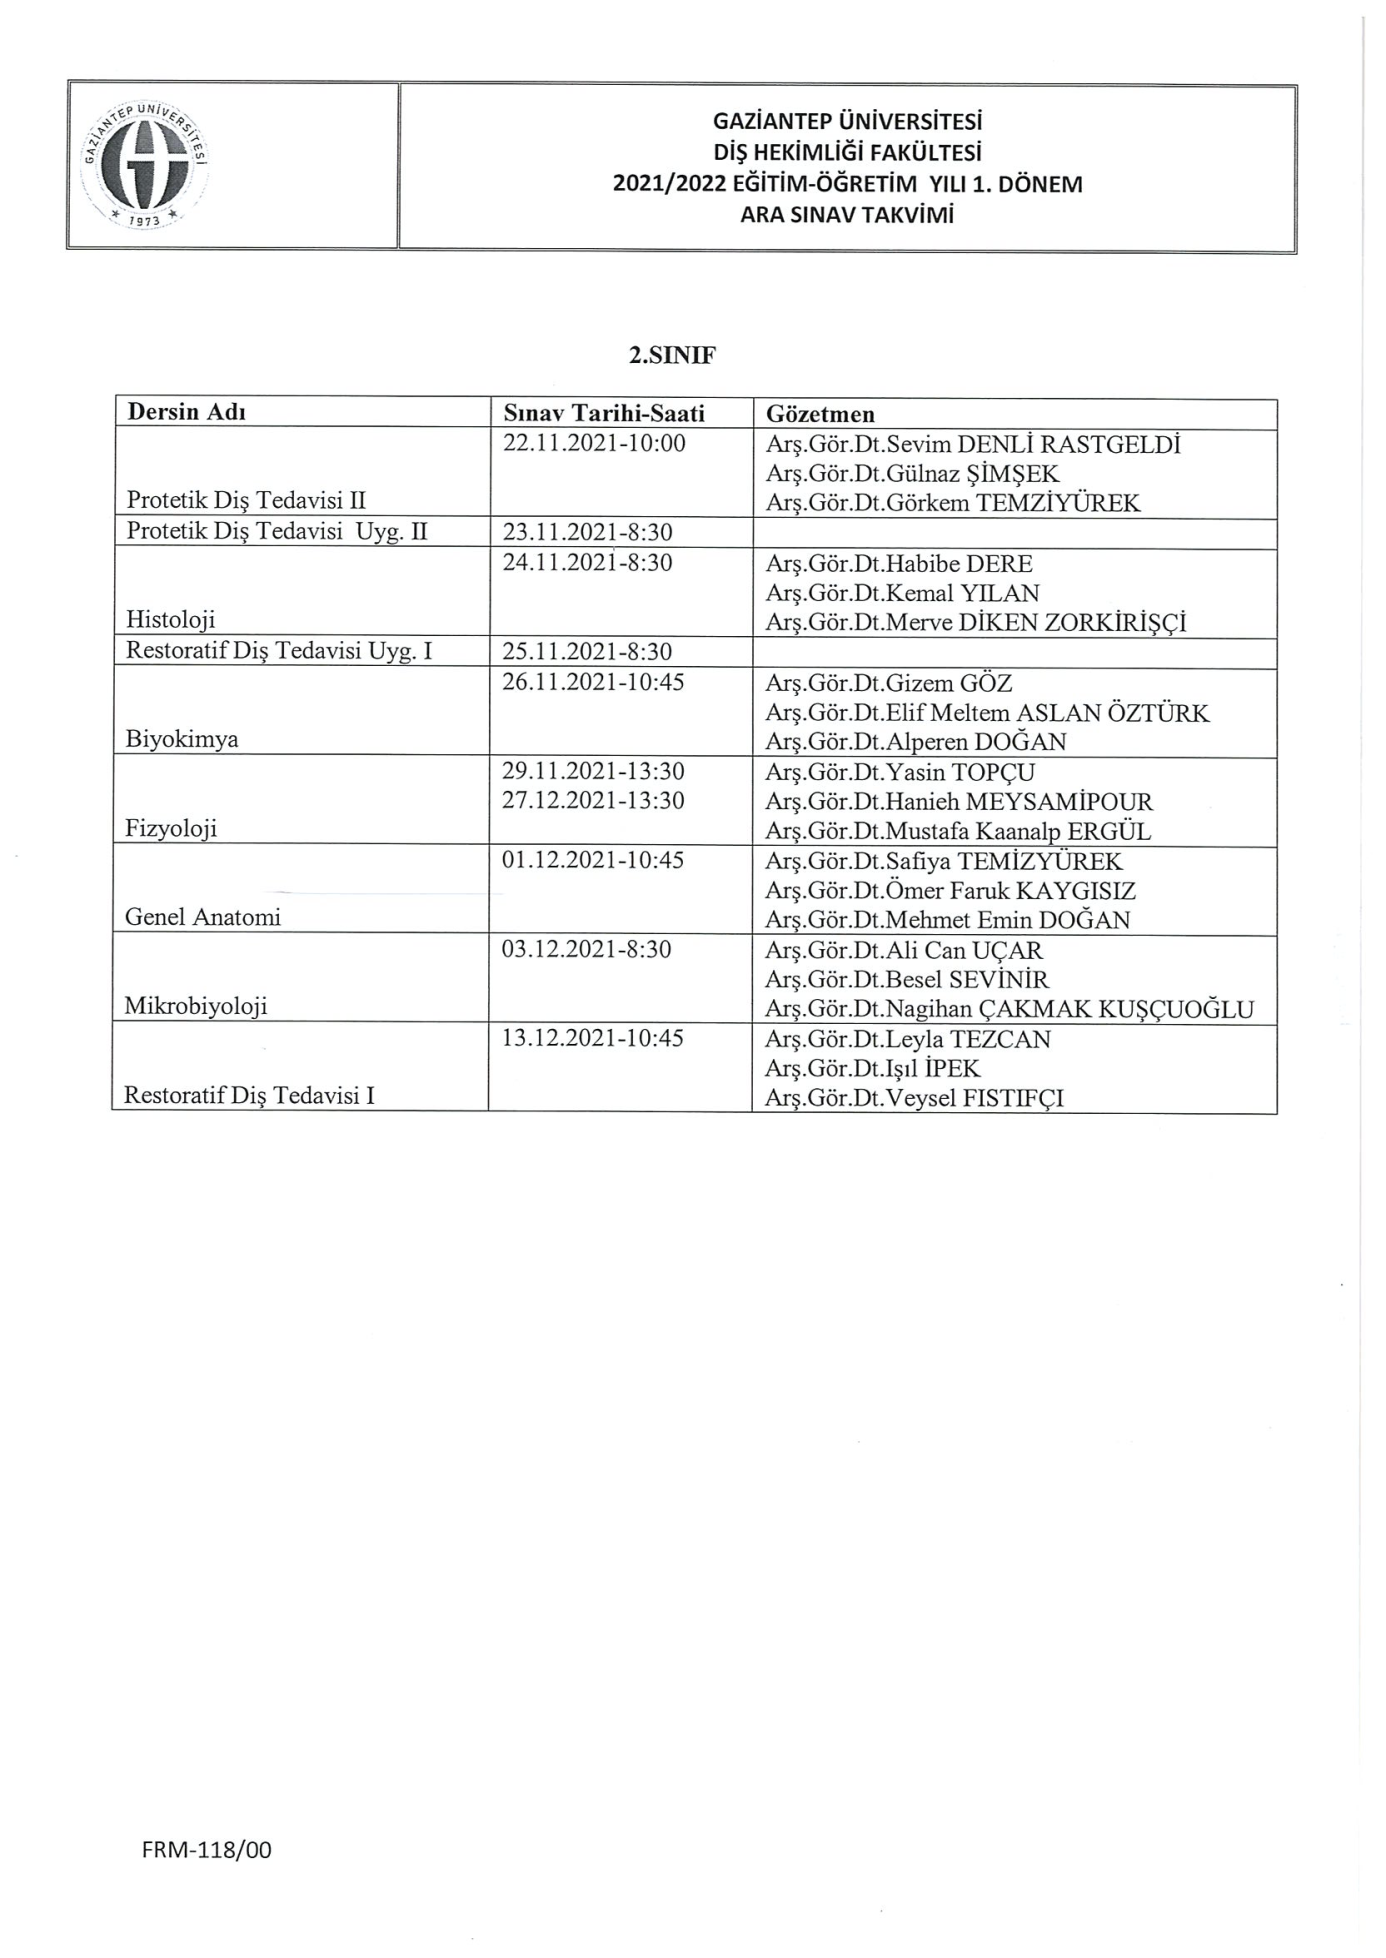 GAZİANTEP ÜNİVERSİTESİ
1973
GAZİANTEP ÜNİVERSİTESİ
DİŞ HEKİMLİĞİ FAKÜLTESİ
2021/2022 EĞİTİM-ÖĞRETİM YILI 1. DÖNEM
ARA SINAV TAKVİMİ
2.SINIF
Dersin Adı Sınav Tarihi-Saati Gözetmen
22.11.2021-10:00 Arş.Gör.Dt.Sevim DENLİ RASTGELDİ
Arş.Gör.Dt.Gülnaz ŞİMŞEK
Protetik Diş Tedavisi II Arş.Gör.Dt.Görkem TEMZİYÜREK
Protetik Diş Tedavisi Uyg. II 23.11.2021-8:30
24.11.2021-8:30 Arş.Gör.Dt.Habibe DERE
Arş.Gör.Dt.Kemal YILAN
Histoloji Arş.Gör.Dt.Merve DİKEN ZORKİRİŞÇİ
Restoratif Diş Tedavisi Uyg. I 25.11.2021-8:30
26.11.2021-10:45 Arş.Gör.Dt.Gizem GÖZ
Arş.Gör.Dt.Elif Meltem ASLAN ÖZTÜRK
Biyokimya Arş.Gör.Dt.Alperen DOĞAN
29.11.2021-13:30 Arş.Gör.Dt.Yasin TOPÇU
27.12.2021-13:30 Arş.Gör.Dt.Hanieh MEYSAMİPOUR
Fizyoloji Arş.Gör.Dt.Mustafa Kaanalp ERGÜL
01.12.2021-10:45 Arş.Gör.Dt.Safiya TEMİZYÜREK
Arş.Gör.Dt.Ömer Faruk KAYGISIZ
Genel Anatomi Arş.Gör.Dt.Mehmet Emin DOĞAN
03.12.2021-8:30 Arş.Gör.Dt.Ali Can UÇAR
Arş.Gör.Dt.Besel SEVİNİR
Mikrobiyoloji Arş.Gör.Dt.Nagihan ÇAKMAK KUŞÇUOĞLU
13.12.2021-10:45 Arş.Gör.Dt.Leyla TEZCAN
Arş.Gör.Dt.Işıl İPEK
Restoratif Diş Tedavisi I Arş.Gör.Dt.Veysel FISTIFÇI
FRM-118/00